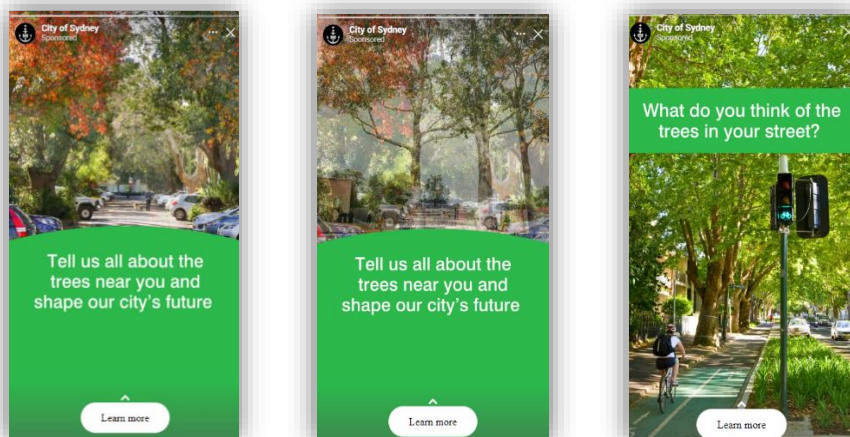 City of Sydney
Sponsored
Tell us all about the
trees near you and
shape our city's future
Learn more
City of Sydney
Sponsored
Tell us all about the
trees near you and
shape our city's future
Learn more
City of Sydney
Sponsored
What do you think of the
trees in your street?
Learn more